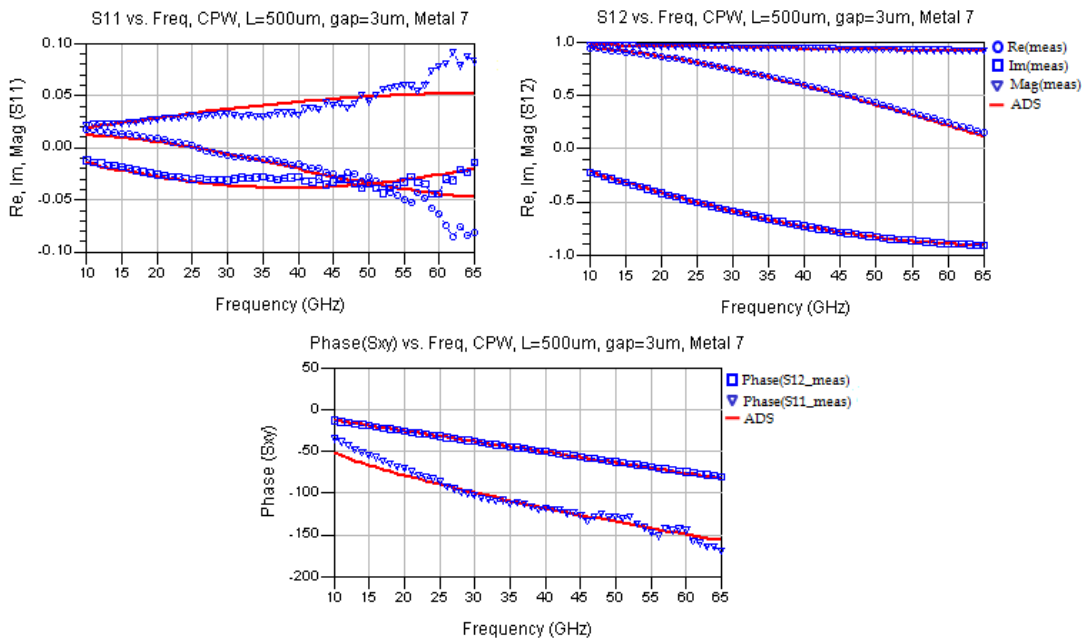 S11 vs. Freq, CPW, L=500um, gap=3um, Metal 7
Re, Im, Mag (S11)
0.10
0.05
0.00
-0.05
-0.10
10 15 20 25 30 35 40 45 50 55 60 65
Frequency (GHz)
S12 vs. Freq, CPW, L=500um, gap=3um, Metal 7
Re, Im, Mag (S12)
1.0
0.5
0.0
-0.5
-1.0
10 15 20 25 30 35 40 45 50 55 60 65
Frequency (GHz)
Re(meas)
Im(meas)
Mag(meas)
ADS
Phase(Sxy) vs. Freq, CPW, L=500um, gap=3um, Metal 7
Phase (Sxy)
50
0
-50
-100
-150
-200
10 15 20 25 30 35 40 45 50 55 60 65
Frequency (GHz)
Phase(S12_meas)
Phase(S11_meas)
ADS